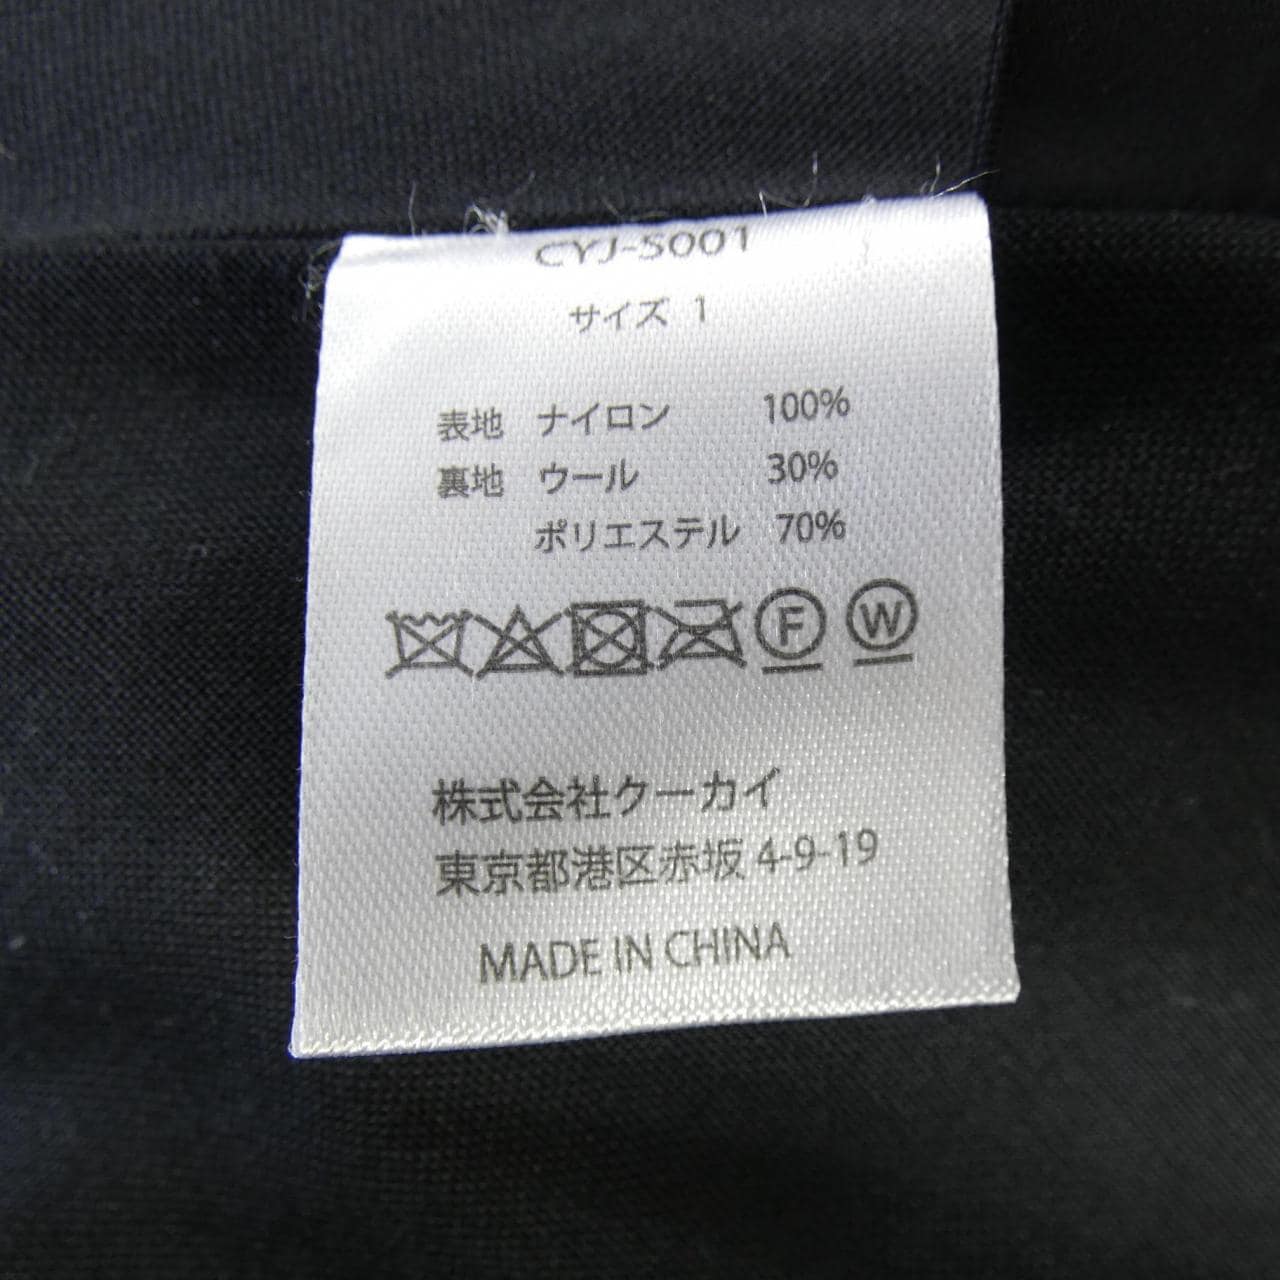 CYJ-S001
サイズ 1
表地 ナイロン 100%
裏地 ウール 30%
ポリエステル 70%
F W
株式会社クーカイ
東京都港区赤坂 4-9-19
MADE IN CHINA